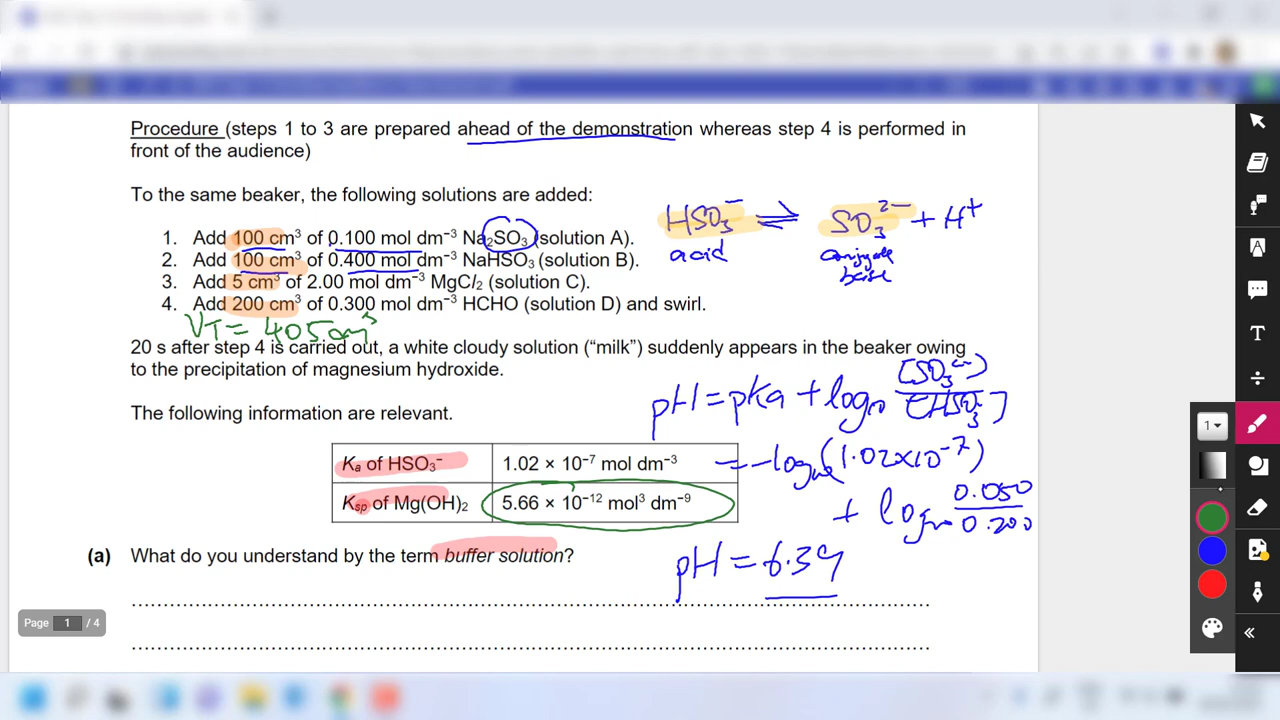 Procedure (steps 1 to 3 are prepared ahead of the demonstration whereas step 4 is performed in
front of the audience)
To the same beaker, the following solutions are added:
1. Add 100 cm³ of 0.100 mol dm⁻³ Na₂SO₃ (solution A).
2. Add 100 cm³ of 0.400 mol dm⁻³ NaHSO₃ (solution B).
3. Add 5 cm³ of 2.00 mol dm⁻³ MgCl₂ (solution C).
4. Add 200 cm³ of 0.300 mol dm⁻³ HCHO (solution D) and swirl.
HSO₃⁻ ⇌ SO₃²⁻ + H⁺
acid conjugate
base
VT = 405cm³
20 s after step 4 is carried out, a white cloudy solution (“milk”) suddenly appears in the beaker owing
to the precipitation of magnesium hydroxide.
The following information are relevant.
pH = pKa + log₁₀ [SO₃²⁻]
[HSO₃⁻]
Kₐ of HSO₃⁻ 1.02 × 10⁻⁷ mol dm⁻³
= -log₁₀(1.02×10⁻⁷)
Kₛₚ of Mg(OH)₂ 5.66 × 10⁻¹² mol³ dm⁻⁹
+ log₁₀ 0.050
0.200
(a) What do you understand by the term buffer solution?
pH = 6.39
Page 1 / 4
1
T